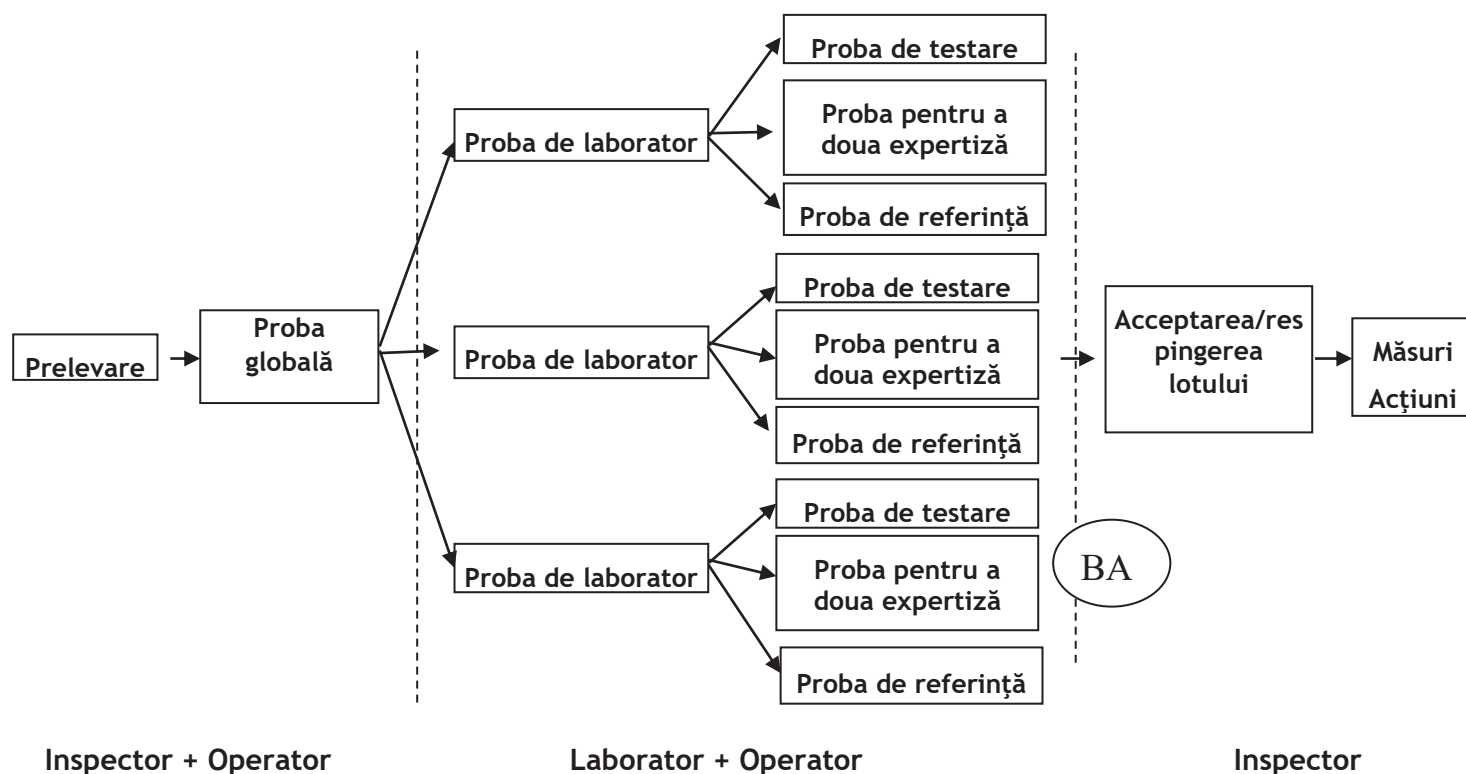 Prelevare
Proba
globală
Proba de laborator
Proba de testare
Proba pentru a
doua expertiză
Proba de referinţă
Proba de laborator
Proba de testare
Proba pentru a
doua expertiză
Proba de referinţă
Proba de laborator
Proba de testare
Proba pentru a
doua expertiză
Proba de referinţă
BA
Acceptarea/res
pingerea
lotului
Măsuri
Acţiuni
Inspector + Operator
Laborator + Operator
Inspector